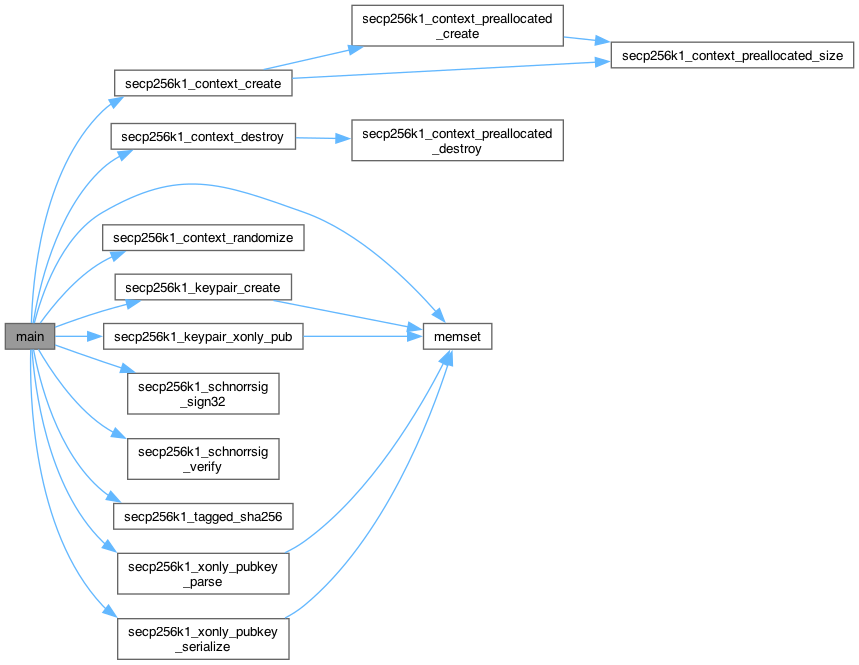 secp256k1_context_preallocated
_create
secp256k1_context_preallocated_size
secp256k1_context_create
secp256k1_context_destroy
secp256k1_context_preallocated
_destroy
secp256k1_context_randomize
secp256k1_keypair_create
main
secp256k1_keypair_xonly_pub
memset
secp256k1_schnorrsig
_sign32
secp256k1_schnorrsig
_verify
secp256k1_tagged_sha256
secp256k1_xonly_pubkey
_parse
secp256k1_xonly_pubkey
_serialize